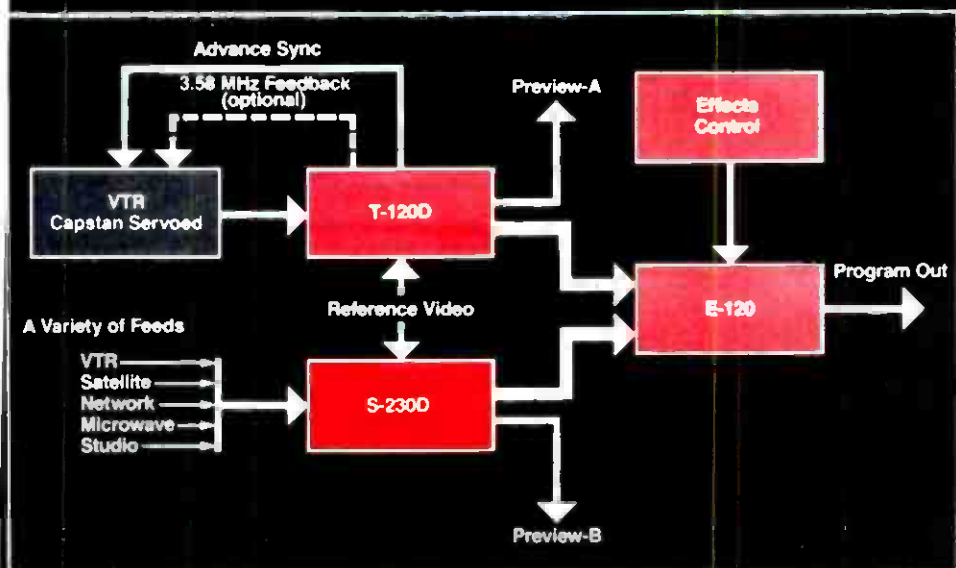 Advance Sync
3.58 MHz Feedback
(optional)
Preview-A
Effects
Control
VTR
Capstan Servoed
T-120D
Reference Video
E-120
Program Out
A Variety of Feeds
VTR
Satellite
Network
Microwave
Studio
S-230D
Preview-B